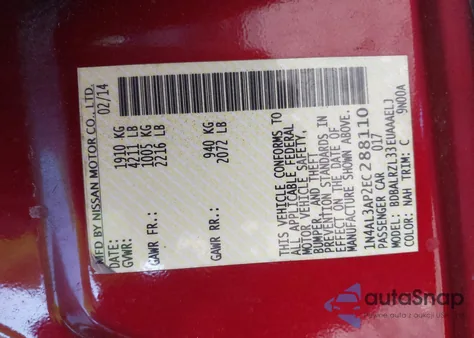 MFD BY NISSAN MOTOR CO., LTD.
DATE: 02/14
GVWR: 1910 KG
4211 LB
GAWR FR.: 1005 KG
2216 LB
GAWR RR.: 940 KG
2072 LB
THIS VEHICLE CONFORMS TO
ALL APPLICABLE FEDERAL
MOTOR VEHICLE SAFETY,
BUMPER, AND THEFT
PREVENTION STANDARDS IN
EFFECT ON THE DATE OF
MANUFACTURE SHOWN ABOVE.
1N4AL3AP2EC288110
PASSENGER CAR 017
MODEL: BDBALRZL33EUAAAELJ
COLOR: NAH TRIM: C 9N00A
autoSnap